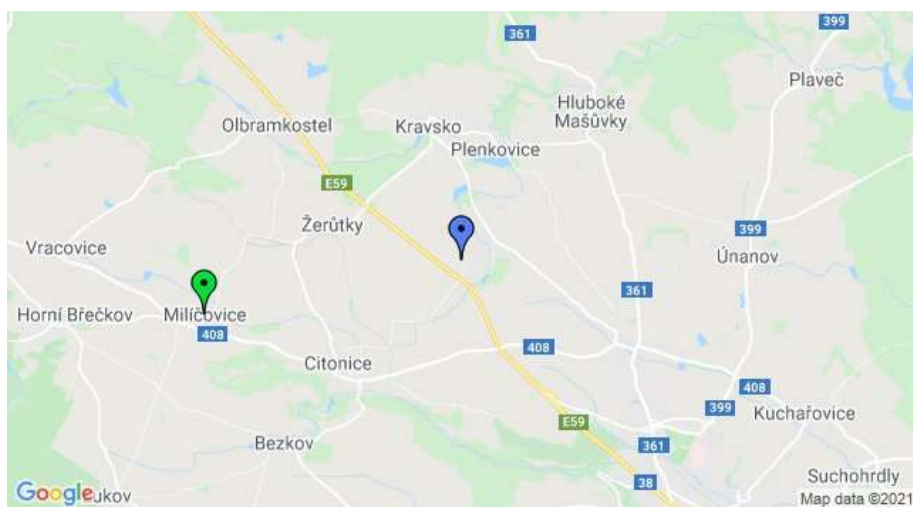 361
399
Plaveč
Hluboké
Mašůvky
Olbramkostel
Kravsko
Plenkovice
E59
Žerůtky
399
Vracovice
Únanov
361
Horní Břečkov
Milíčovice
408
408
Citonice
408
399
Kuchařovice
E59
Bezkov
361
Suchohrdly
38
Google
ukov
Map data ©2021